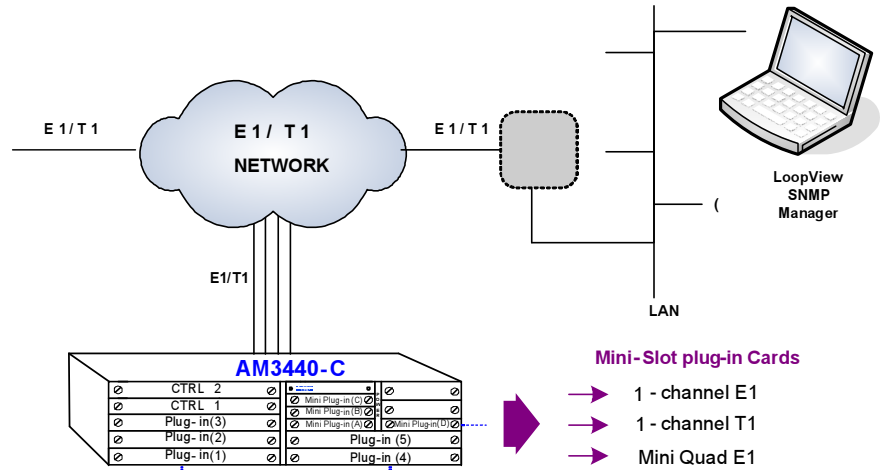 E1/T1
E1/ T1
NETWORK
E1/T1
LoopView
SNMP
Manager
(
E1/T1
LAN
AM3440-C
CTRL 2
CTRL 1
Plug-in(3)
Plug-in(2)
Plug-in(1)
Mini Plug-in(C)
Mini Plug-in(B)
Mini Plug-in(A)
Mini Plug-in(D)
Plug-in (5)
Plug-in (4)
Mini-Slot plug-in Cards
1 - channel E1
1 - channel T1
Mini Quad E1